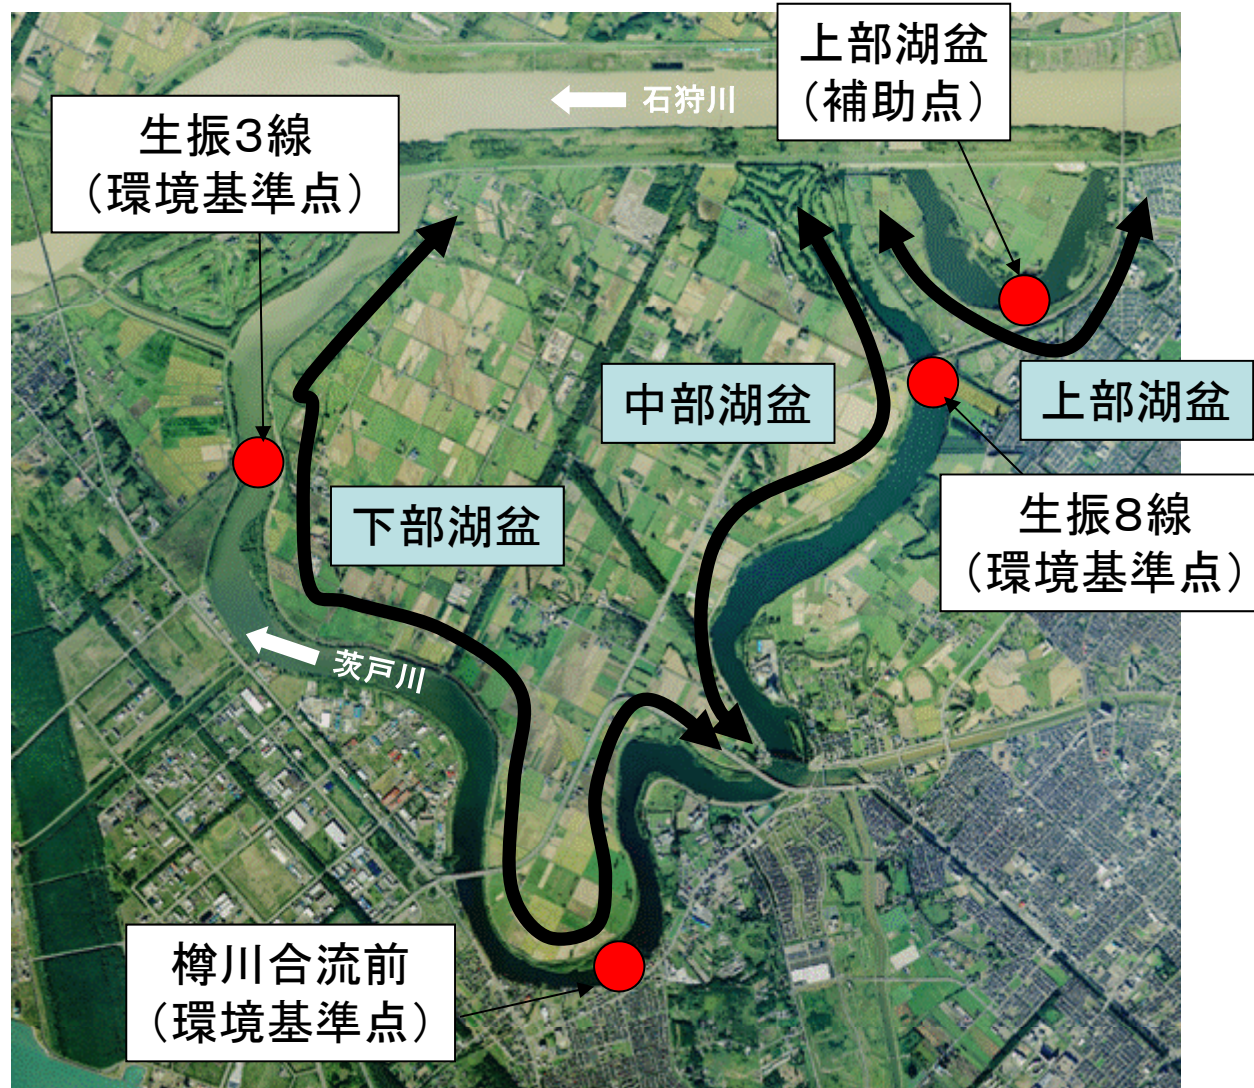 上部湖盆
（補助点）
石狩川
生振３線
（環境基準点）
中部湖盆
上部湖盆
下部湖盆
生振８線
（環境基準点）
茨戸川
樽川合流前
（環境基準点）